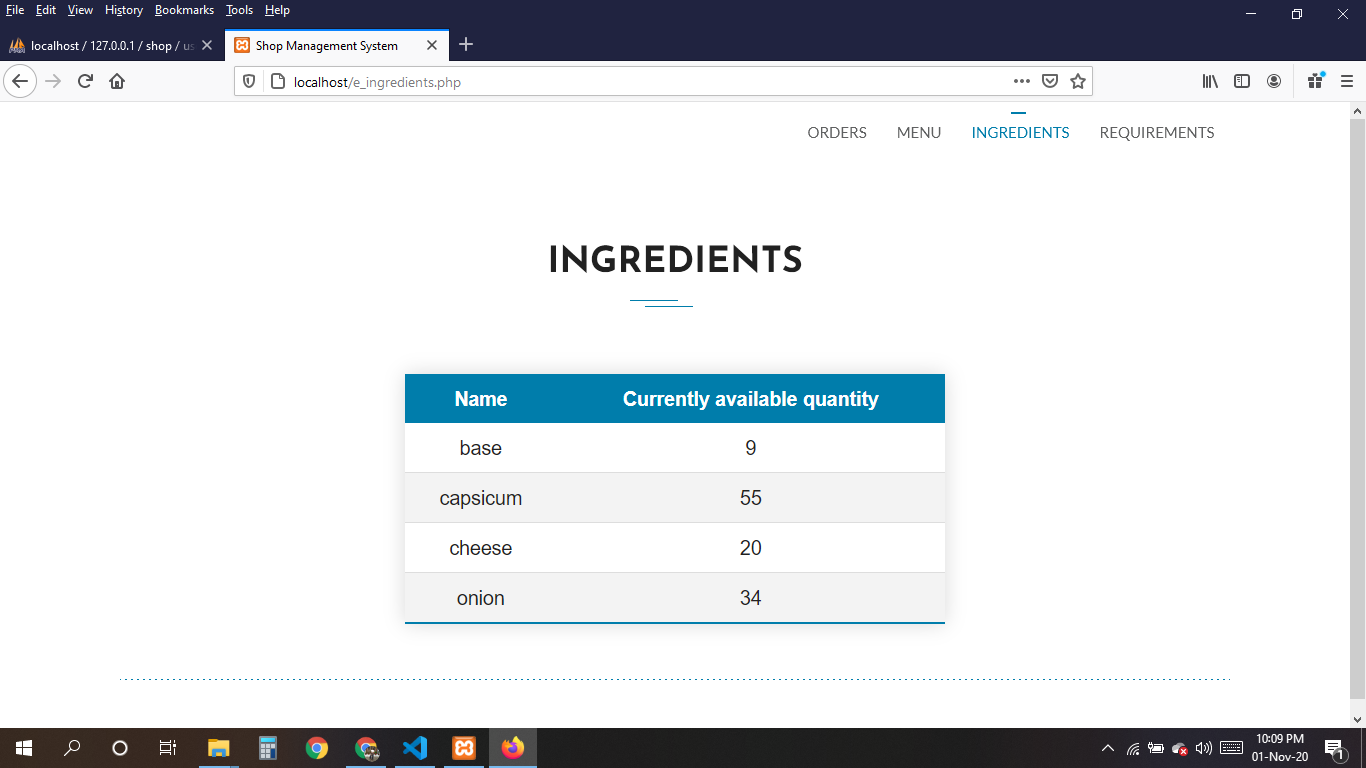 File Edit View History Bookmarks Tools Help
localhost / 127.0.0.1 / shop / us
Shop Management System
localhost/e_ingredients.php
ORDERS MENU INGREDIENTS REQUIREMENTS
INGREDIENTS
Name Currently available quantity
base 9
capsicum 55
cheese 20
onion 34
10:09 PM
01-Nov-20
1